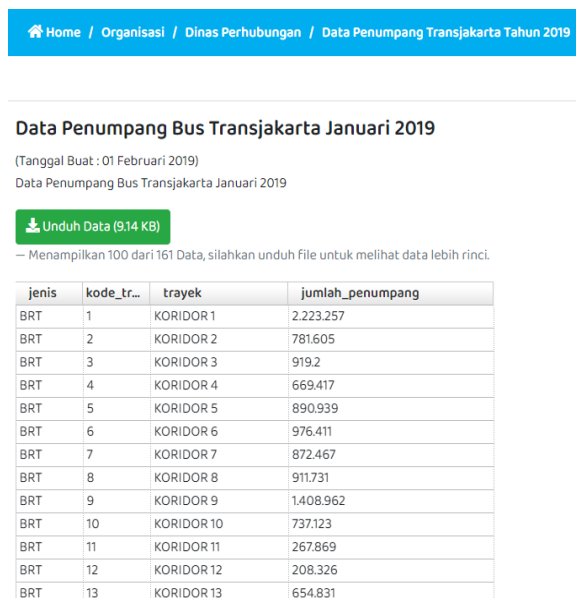 Home / Organisasi / Dinas Perhubungan / Data Penumpang Transjakarta Tahun 2019
Data Penumpang Bus Transjakarta Januari 2019
(Tanggal Buat : 01 Februari 2019)
Data Penumpang Bus Transjakarta Januari 2019
Unduh Data (9.14 KB)
— Menampilkan 100 dari 161 Data, silahkan unduh file untuk melihat data lebih rinci.
jenis kode_tr... trayek jumlah_penumpang
BRT 1 KORIDOR 1 2.223.257
BRT 2 KORIDOR 2 781.605
BRT 3 KORIDOR 3 919.2
BRT 4 KORIDOR 4 669.417
BRT 5 KORIDOR 5 890.939
BRT 6 KORIDOR 6 976.411
BRT 7 KORIDOR 7 872.467
BRT 8 KORIDOR 8 911.731
BRT 9 KORIDOR 9 1.408.962
BRT 10 KORIDOR 10 737.123
BRT 11 KORIDOR 11 267.869
BRT 12 KORIDOR 12 208.326
BRT 13 KORIDOR 13 654.831